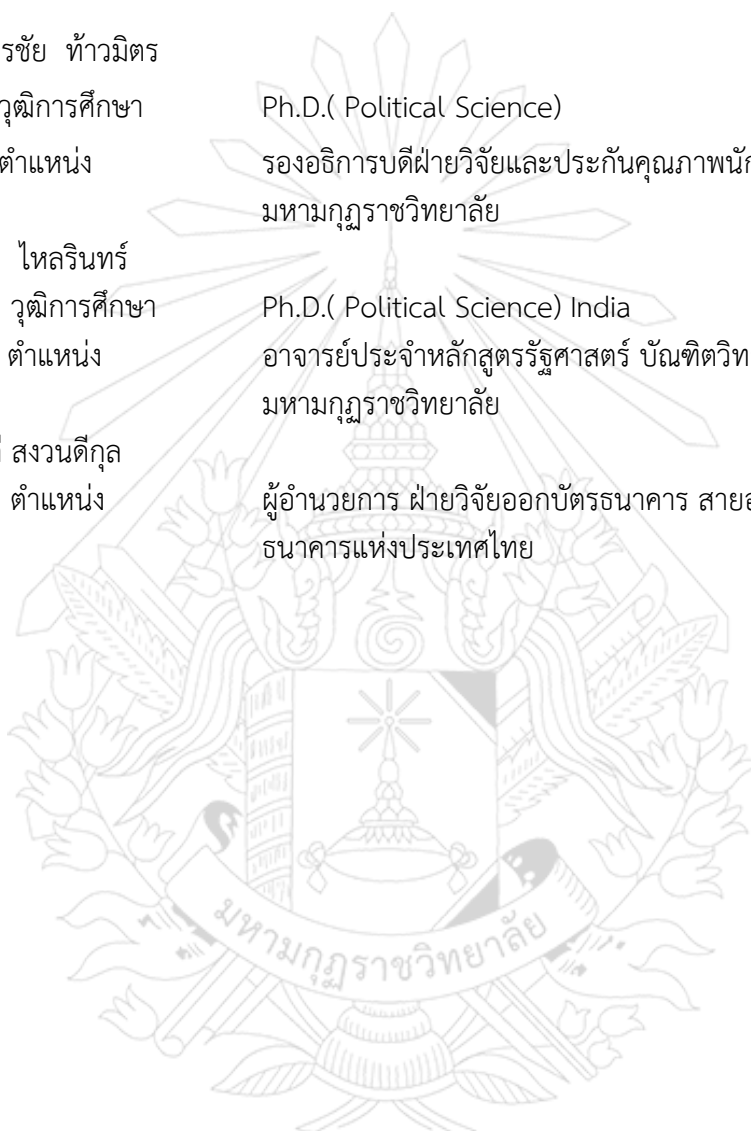 รชัย ท้าวมิตร
วุฒิการศึกษา Ph.D.( Political Science)
ตำแหน่ง รองอธิการบดีฝ่ายวิจัยและประกันคุณภาพ
มหามกุฏราชวิทยาลัย
ไหลรินทร์
วุฒิการศึกษา Ph.D.( Political Science) India
ตำแหน่ง อาจารย์ประจำหลักสูตรรัฐศาสตร์
มหามกุฏราชวิทยาลัย
สงวนดีกุล
ตำแหน่ง ผู้อำนวยการ ฝ่ายวิจัยออกบัตรธนาคาร
ธนาคารแห่งประเทศไทย
มหามกุฏราชวิทยาลัย